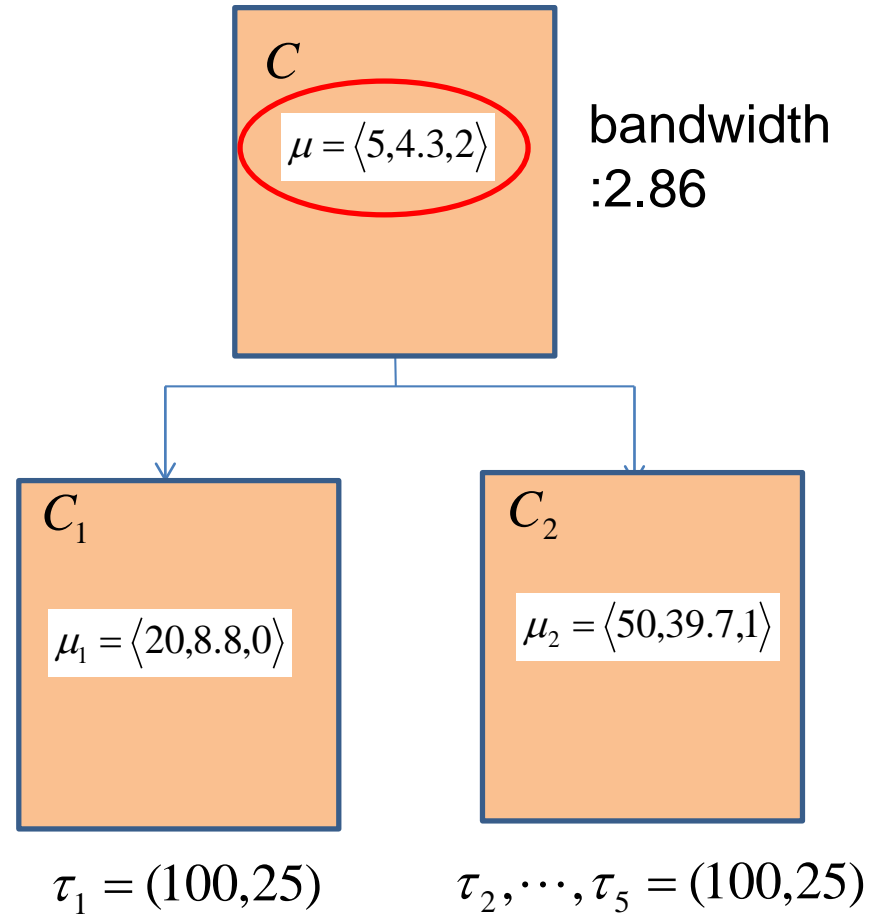 C
μ = ⟨5,4.3,2⟩
bandwidth
:2.86
C₁
μ₁ = ⟨20,8.8,0⟩
C₂
μ₂ = ⟨50,39.7,1⟩
τ₁ = (100,25)
τ₂,⋯,τ₅ = (100,25)